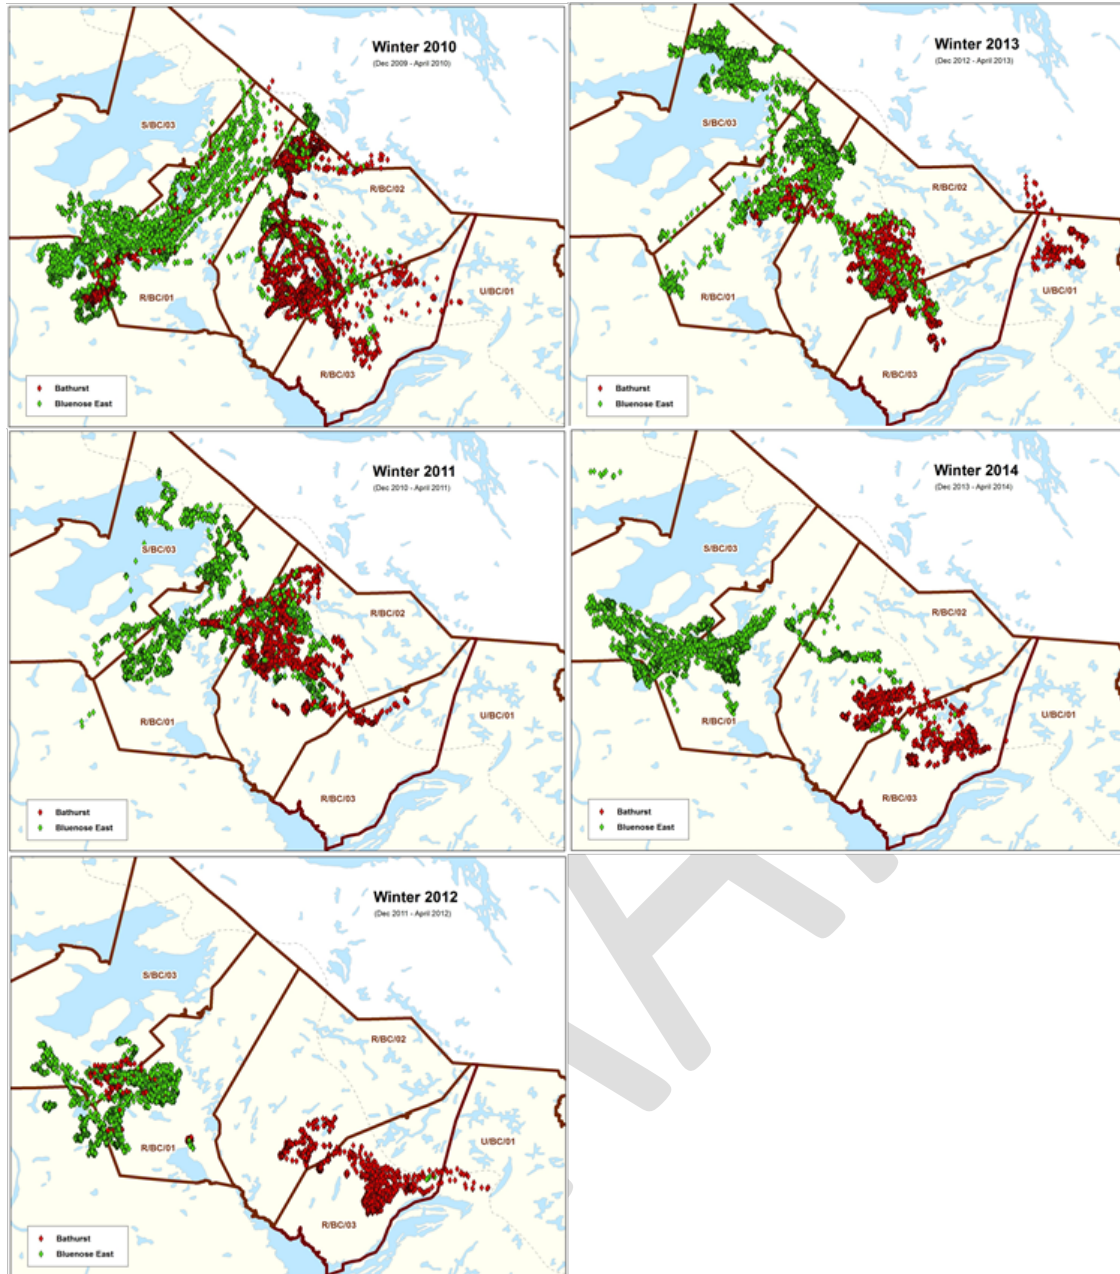 Winter 2010
(Dec 2009 - April 2010)
S/BC/03
R/BC/02
R/BC/01
U/BC/01
R/BC/03
Bathurst
Bluenose East
Winter 2013
(Dec 2012 - April 2013)
S/BC/03
R/BC/02
R/BC/01
U/BC/01
R/BC/03
Bathurst
Bluenose East
Winter 2011
(Dec 2010 - April 2011)
S/BC/03
R/BC/02
R/BC/01
U/BC/01
R/BC/03
Bathurst
Bluenose East
Winter 2014
(Dec 2013 - April 2014)
S/BC/03
R/BC/02
R/BC/01
U/BC/01
R/BC/03
Bathurst
Bluenose East
Winter 2012
(Dec 2011 - April 2012)
S/BC/03
R/BC/02
R/BC/01
U/BC/01
R/BC/03
Bathurst
Bluenose East